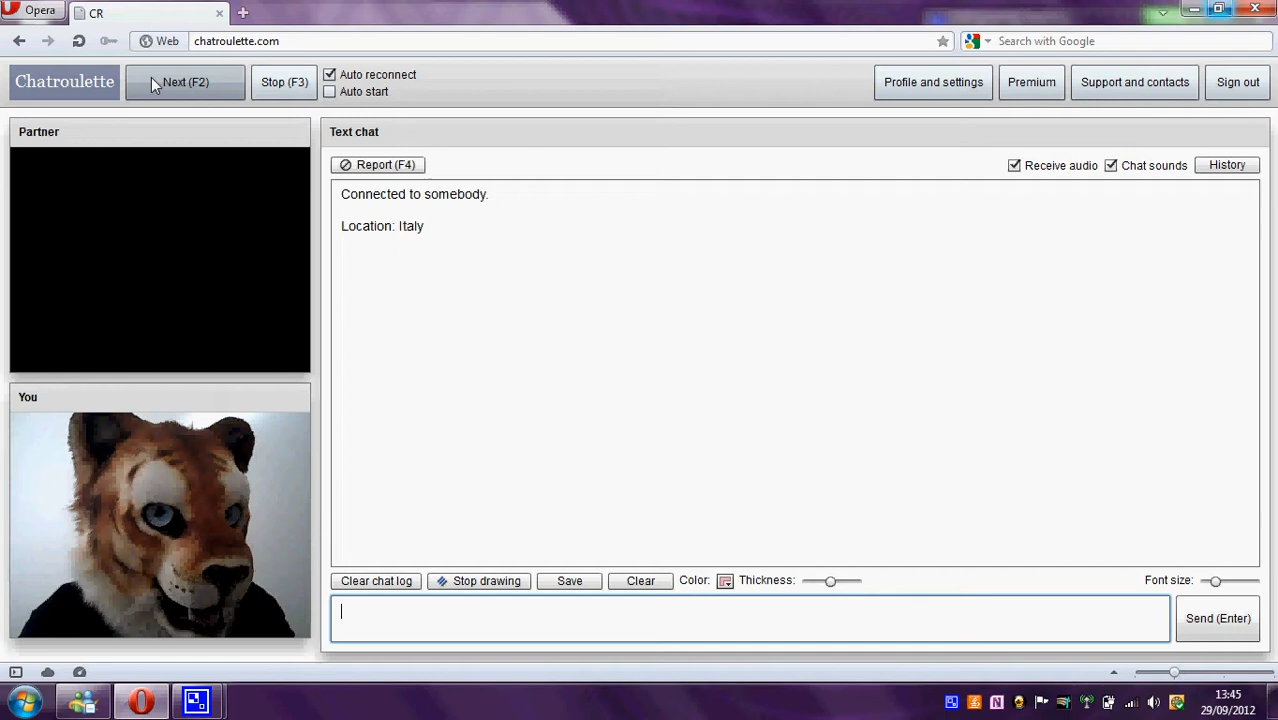 Opera
CR
Web
chatroulette.com
Search with Google
Chatroulette
Next (F2)
Stop (F3)
Auto reconnect
Auto start
Profile and settings
Premium
Support and contacts
Sign out
Partner
Text chat
Report (F4)
Receive audio
Chat sounds
History
Connected to somebody.
Location: Italy
You
Clear chat log
Stop drawing
Save
Clear
Color:
Thickness:
Font size:
Send (Enter)
13:45
29/09/2012